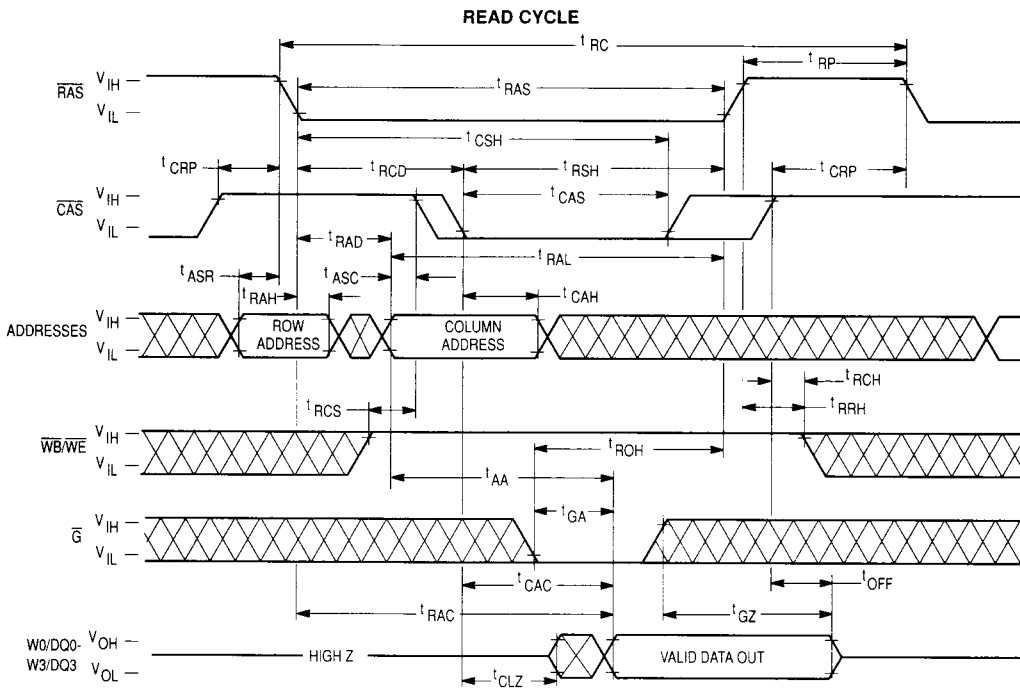 READ CYCLE
t RC
t RP
RAS
V IH
V IL
t RAS
t CSH
t CRP
t RCD
t RSH
t CRP
CAS
V IH
V IL
t CAS
t RAD
t RAL
t ASR
t ASC
t RAH
t CAH
ADDRESSES
V IH
V IL
ROW ADDRESS
COLUMN ADDRESS
t RCH
t RCS
t RRH
WB/WE
V IH
V IL
t ROH
t AA
t GA
G
V IH
V IL
t CAC
t OFF
t RAC
t GZ
W0/DQ0-
W3/DQ3
V OH
V OL
HIGH Z
VALID DATA OUT
t CLZ